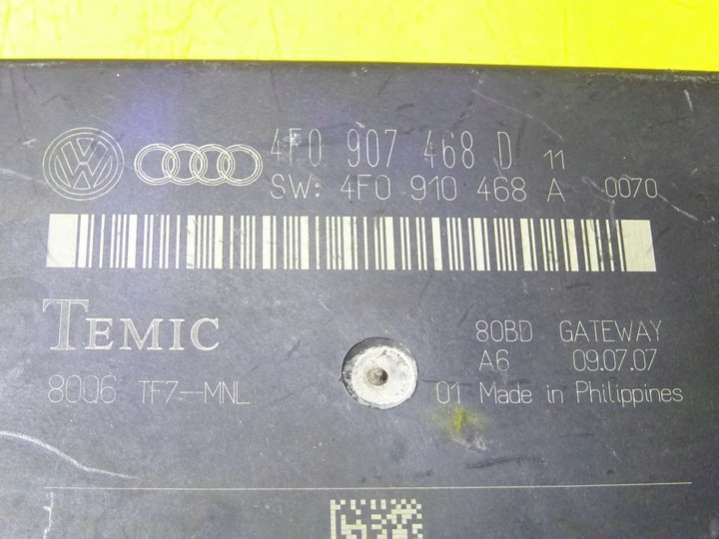 4F0 907 468 D 11
SW: 4F0 910 468 A 0070
TEMIC
80BD GATEWAY
A6 09.07.07
8006 TF7-MNL
01 Made in Philippines